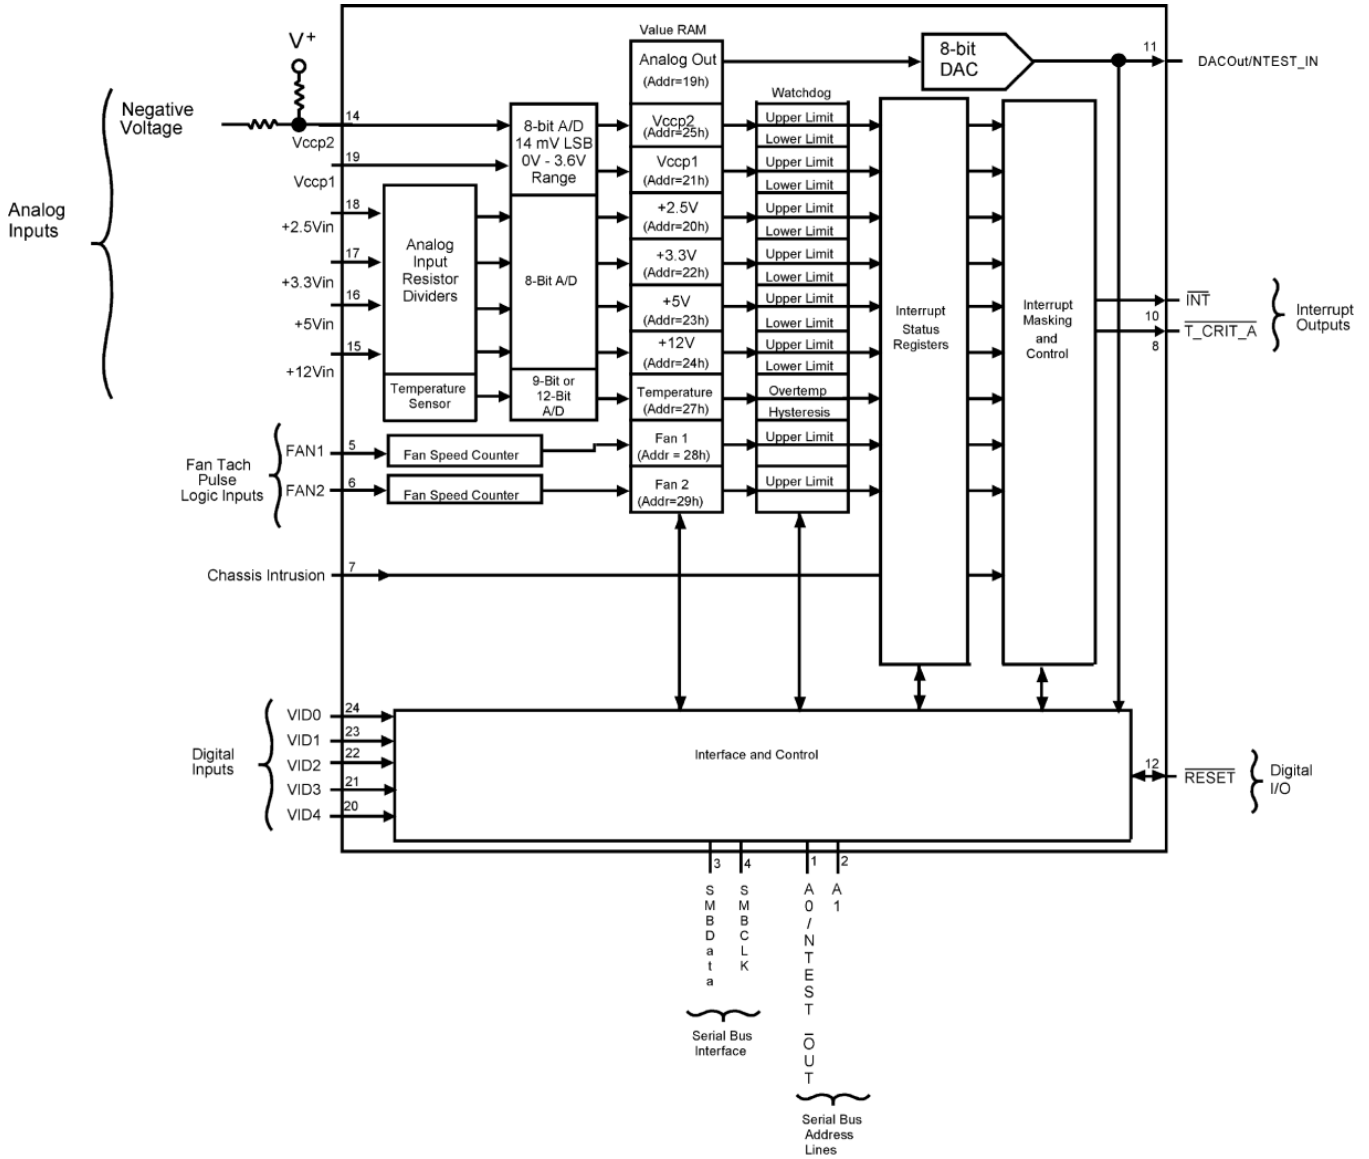 Value RAM
V+
Analog Out
(Addr=19h)
8-bit
DAC
11
DACOut/NTEST_IN
Negative
Voltage
14
Vccp2
19
Vccp1
8-bit A/D
14 mV LSB
0V - 3.6V
Range
Vccp2
(Addr=25h)
Vccp1
(Addr=21h)
+2.5V
(Addr=20h)
+3.3V
(Addr=22h)
+5V
(Addr=23h)
+12V
(Addr=24h)
Temperature
(Addr=27h)
Fan 1
(Addr = 28h)
Fan 2
(Addr=29h)
Watchdog
Upper Limit
Lower Limit
Upper Limit
Lower Limit
Upper Limit
Lower Limit
Upper Limit
Lower Limit
Upper Limit
Lower Limit
Upper Limit
Lower Limit
Overtemp
Hysteresis
Upper Limit
Upper Limit
Analog
Inputs
18
+2.5Vin
17
+3.3Vin
16
+5Vin
15
+12Vin
Analog
Input
Resistor
Dividers
8-Bit A/D
Temperature
Sensor
9-Bit or
12-Bit
A/D
Interrupt
Status
Registers
Interrupt
Masking
and
Control
INT
10
T_CRIT_A
8
Interrupt
Outputs
Fan Tach
Pulse
Logic Inputs
FAN1
5
Fan Speed Counter
FAN2
6
Fan Speed Counter
Chassis Intrusion
7
Digital
Inputs
VID0
24
VID1
23
VID2
22
VID3
21
VID4
20
Interface and Control
12
RESET
Digital
I/O
3
4
1
2
SMBData
SMBCLK
A0/NTEST_OUT
A1
Serial Bus
Interface
Serial Bus
Address
Lines